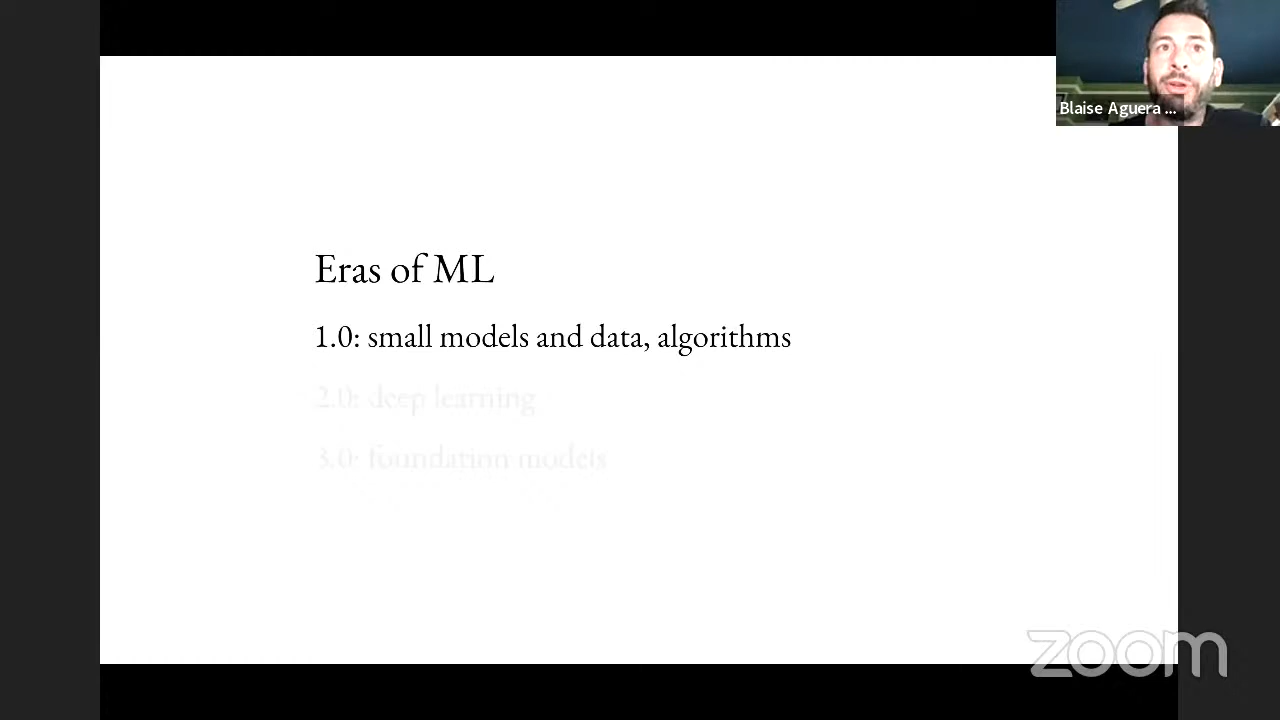 Blaise Aguera ...
Eras of ML
1.0: small models and data, algorithms
2.0: deep learning
3.0: foundation models
zoom